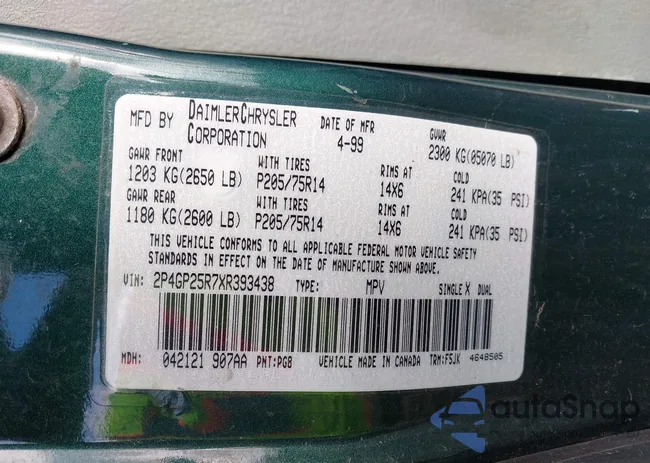 MFD BY DAIMLERCHRYSLER CORPORATION DATE OF MFR 4-99 GVWR 2300 KG(05070 LB)
GAWR FRONT WITH TIRES RIMS AT COLD
1203 KG(2650 LB) P205/75R14 14X6 241 KPA(35 PSI)
GAWR REAR WITH TIRES RIMS AT COLD
1180 KG(2600 LB) P205/75R14 14X6 241 KPA(35 PSI)
THIS VEHICLE CONFORMS TO ALL APPLICABLE FEDERAL MOTOR VEHICLE SAFETY
STANDARDS IN EFFECT ON THE DATE OF MANUFACTURE SHOWN ABOVE.
VIN: 2P4GP25R7XR393438 TYPE: MPV SINGLE X DUAL
MDH: 042121 907AA PNT:PG8 VEHICLE MADE IN CANADA TRM:FSJK 4648505
autoShap